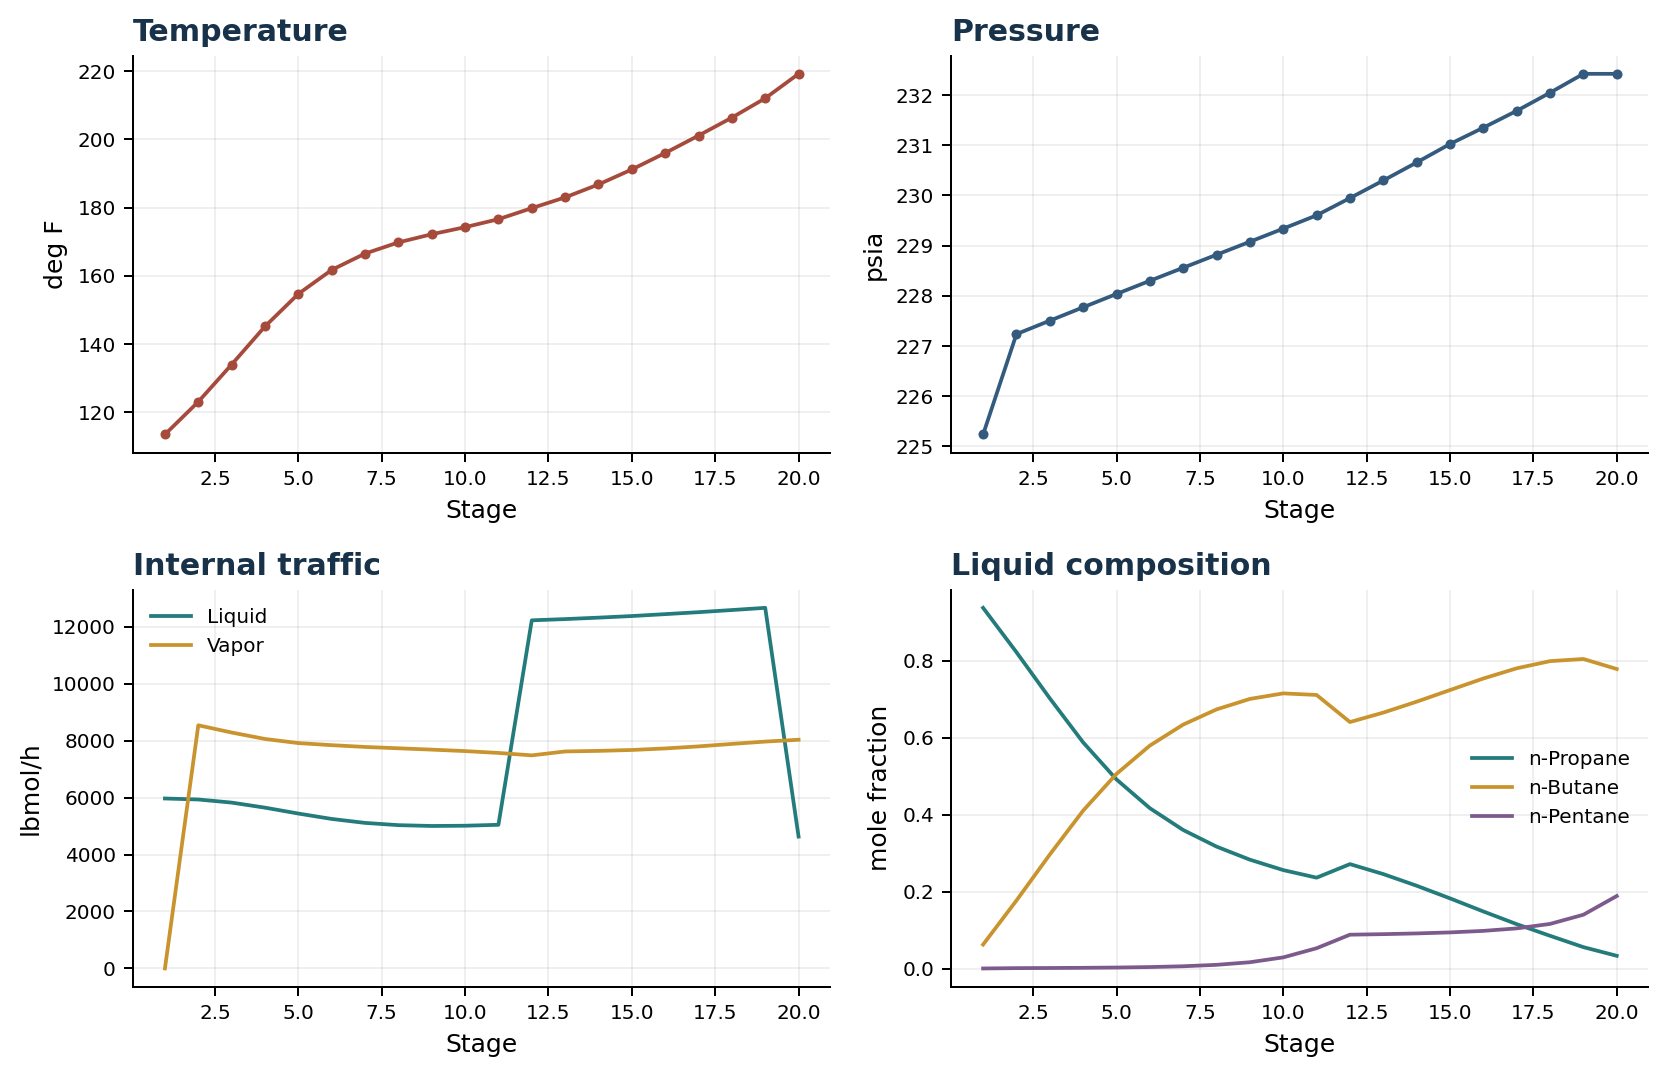 Temperature
deg F
220
200
180
160
140
120
2.5 5.0 7.5 10.0 12.5 15.0 17.5 20.0
Stage
Pressure
psia
232
231
230
229
228
227
226
225
2.5 5.0 7.5 10.0 12.5 15.0 17.5 20.0
Stage
Internal traffic
lbmol/h
Liquid
Vapor
12000
10000
8000
6000
4000
2000
0
2.5 5.0 7.5 10.0 12.5 15.0 17.5 20.0
Stage
Liquid composition
mole fraction
0.8
0.6
0.4
0.2
0.0
n-Propane
n-Butane
n-Pentane
2.5 5.0 7.5 10.0 12.5 15.0 17.5 20.0
Stage